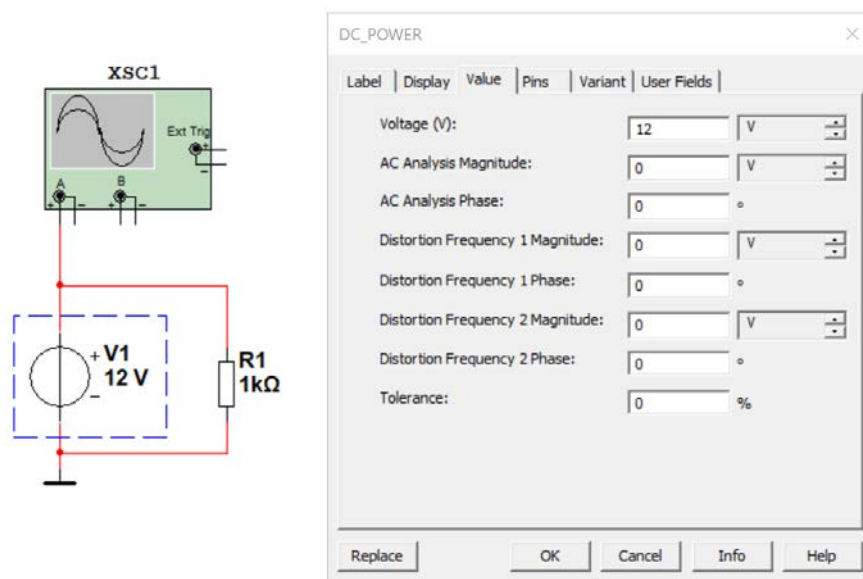 XSC1
Ext Trig
+
−
A
B
+ − + −
+ V1
12 V
−
R1
1kΩ
DC_POWER
Label Display Value Pins Variant User Fields
Voltage (V): 12 V
AC Analysis Magnitude: 0 V
AC Analysis Phase: 0 °
Distortion Frequency 1 Magnitude: 0 V
Distortion Frequency 1 Phase: 0 °
Distortion Frequency 2 Magnitude: 0 V
Distortion Frequency 2 Phase: 0 °
Tolerance: 0 %
Replace OK Cancel Info Help